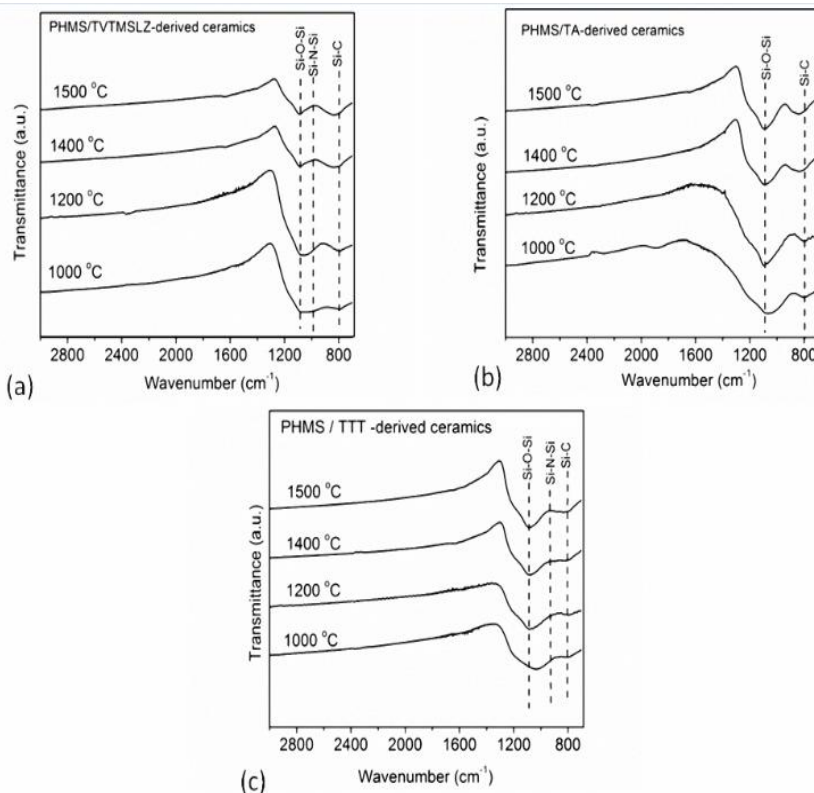 PHMS/TVTMSLZ-derived ceramics
Si-O-Si
Si-N-Si
Si-C
1500 °C
1400 °C
1200 °C
1000 °C
Transmittance (a.u.)
2800 2400 2000 1600 1200 800
Wavenumber (cm⁻¹)
(a)
PHMS/TA-derived ceramics
Si-O-Si
Si-C
1500 °C
1400 °C
1200 °C
1000 °C
Transmittance (a.u.)
2800 2400 2000 1600 1200 800
Wavenumber (cm⁻¹)
(b)
PHMS / TTT -derived ceramics
Si-O-Si
Si-N-Si
Si-C
1500 °C
1400 °C
1200 °C
1000 °C
Transmittance (a.u.)
2800 2400 2000 1600 1200 800
Wavenumber (cm⁻¹)
(c)